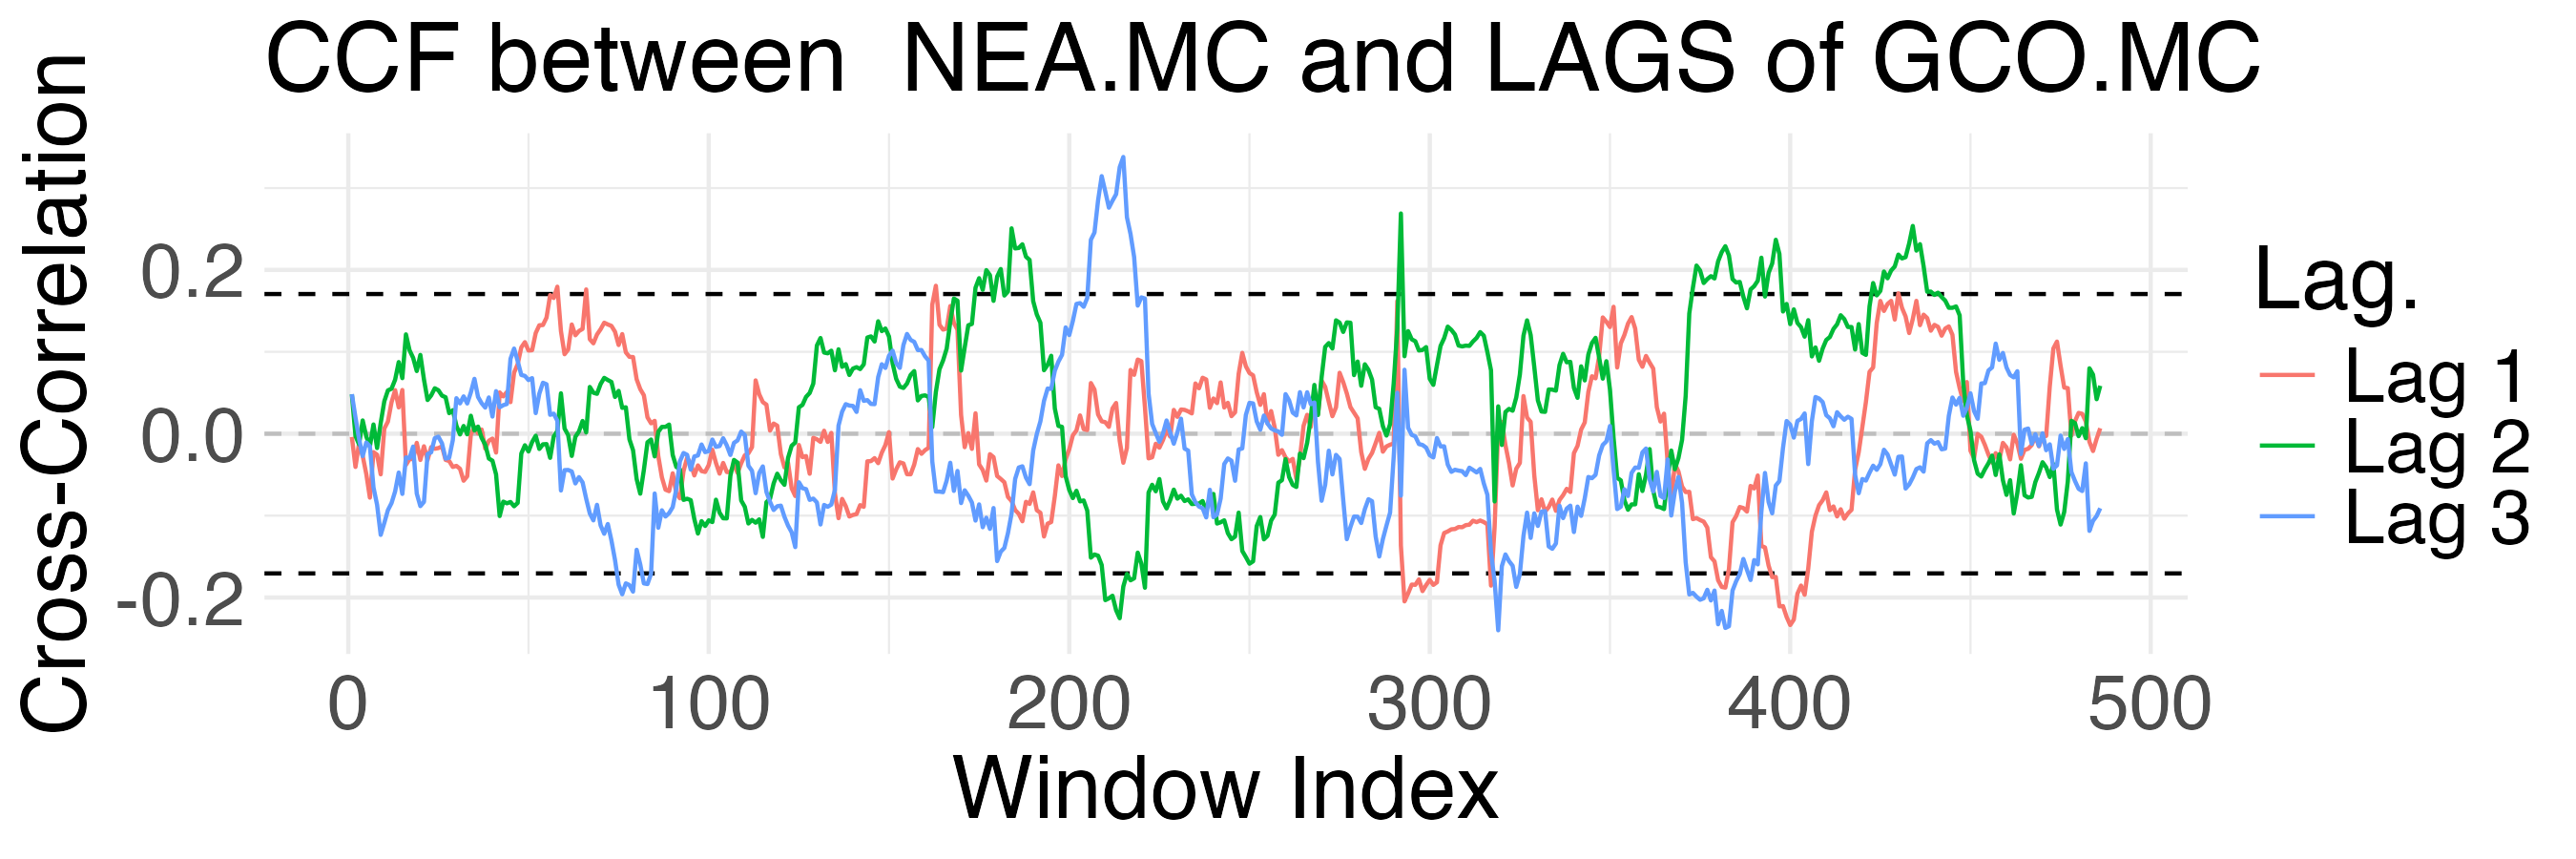 CCF between  NEA.MC and LAGS of GCO.MC
Cross-Correlation
0.2
0.0
-0.2
0 100 200 300 400 500
Window Index
Lag.
Lag 1
Lag 2
Lag 3